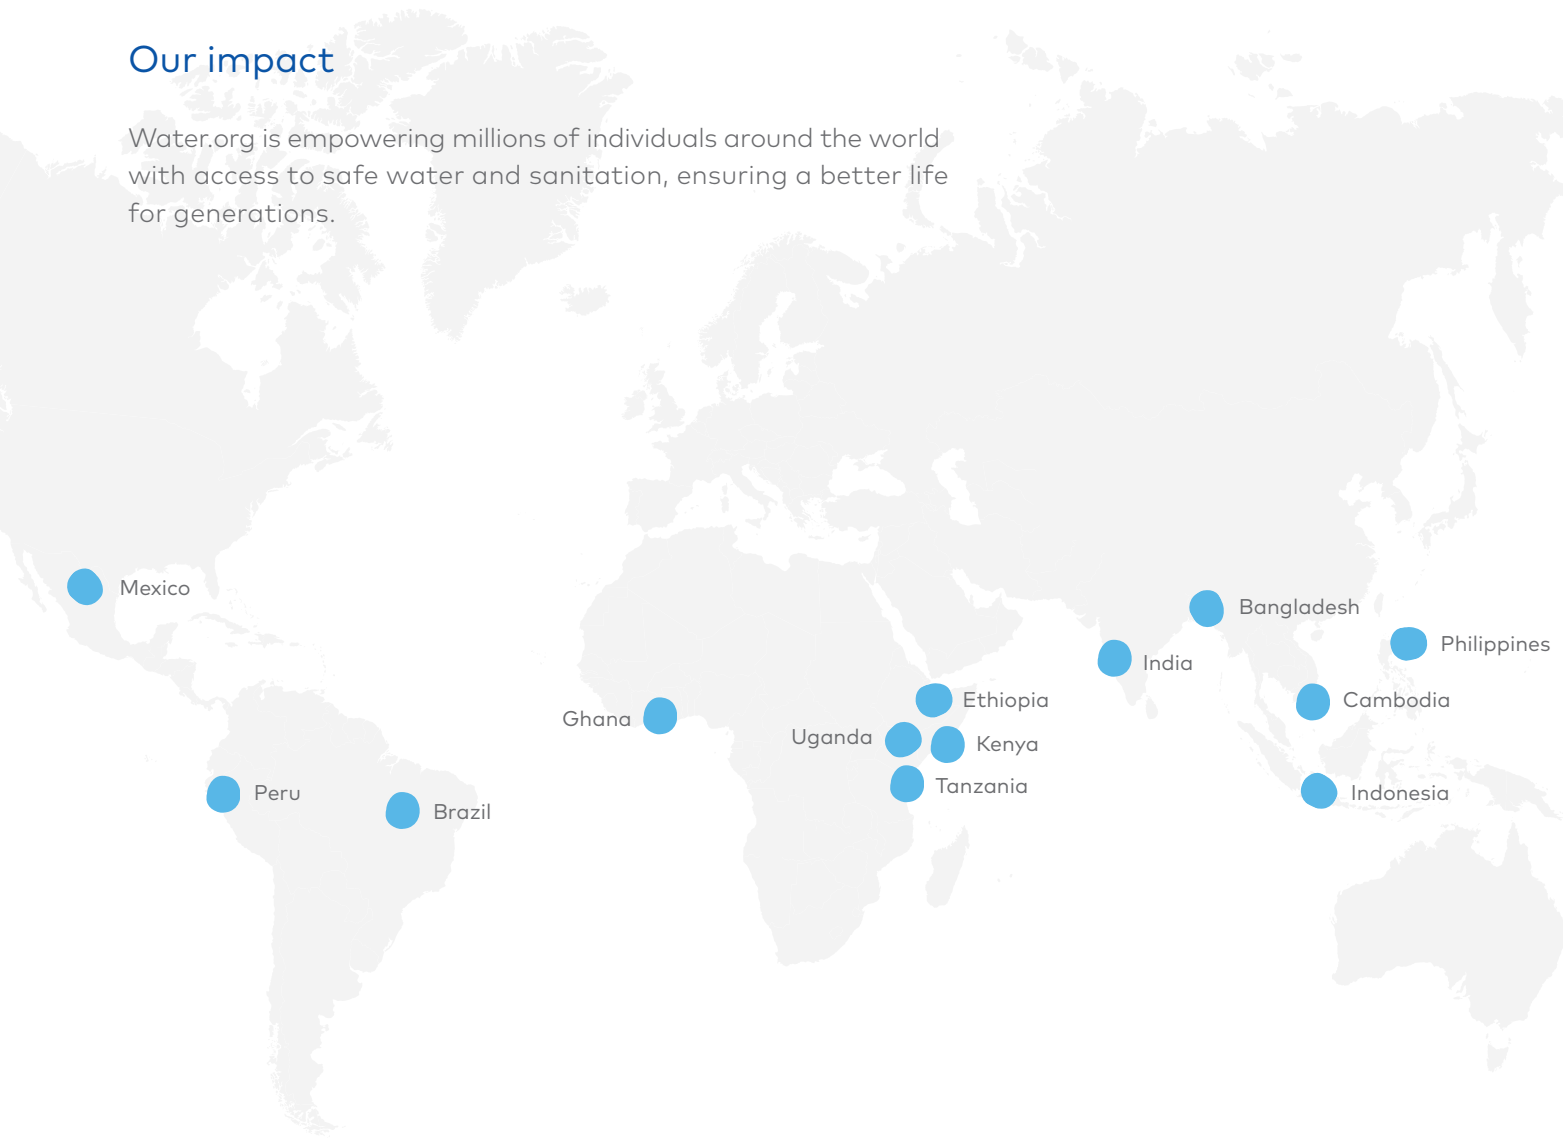 Our impact
Water.org is empowering millions of individuals around the world
with access to safe water and sanitation, ensuring a better life
for generations.
Mexico
Bangladesh
Philippines
India
Ethiopia
Cambodia
Ghana
Uganda
Kenya
Tanzania
Peru
Indonesia
Brazil